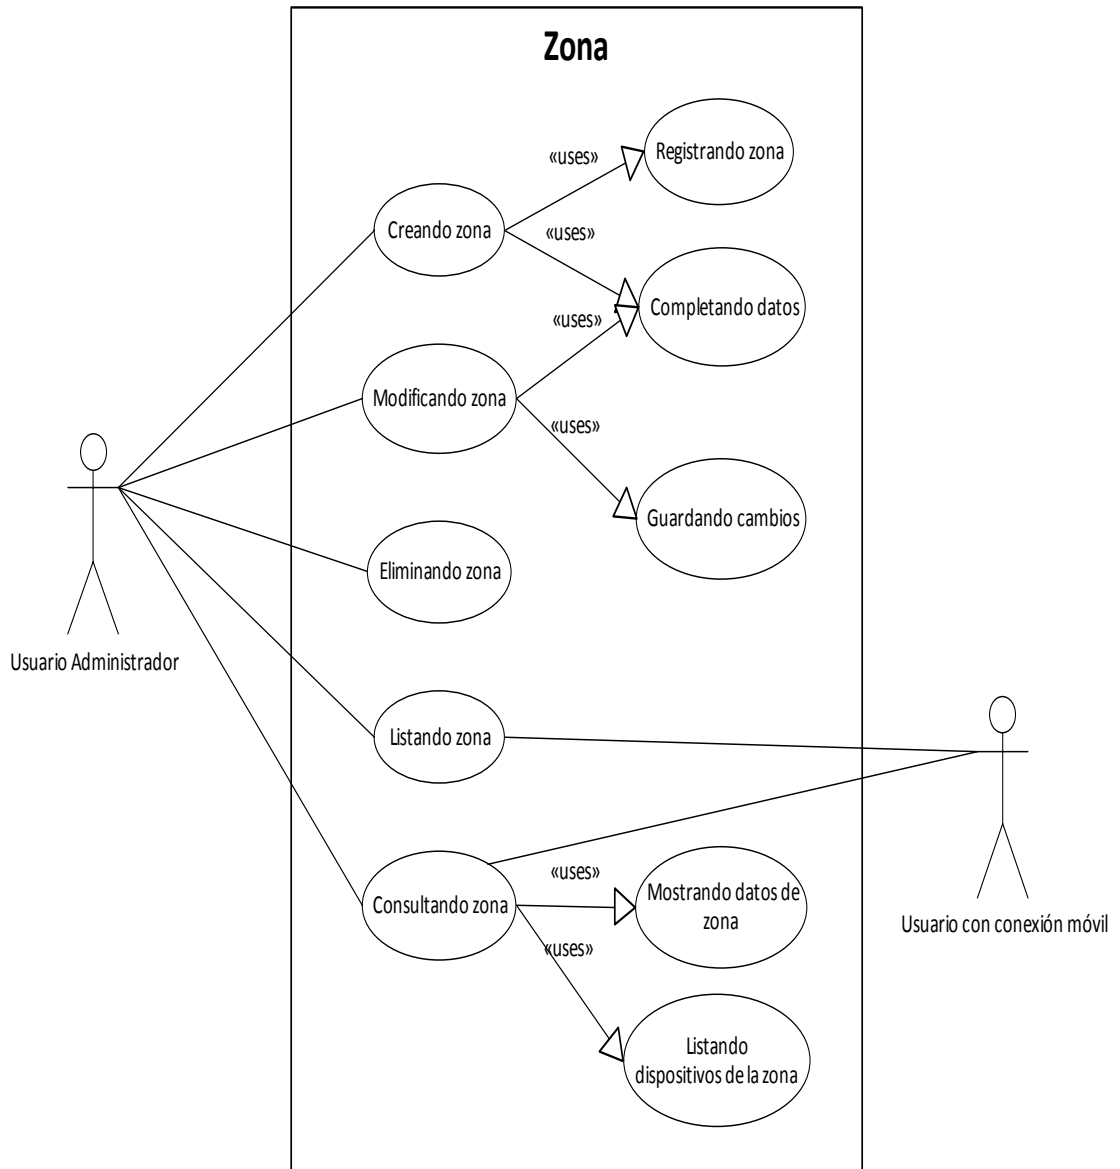 Zona
Registrando zona
«uses»
Creando zona
«uses»
Completando datos
«uses»
Modificando zona
«uses»
Guardando cambios
Eliminando zona
Usuario Administrador
Listando zona
«uses»
Mostrando datos de
zona
Consultando zona
Usuario con conexión móvil
«uses»
Listando
dispositivos de la zona